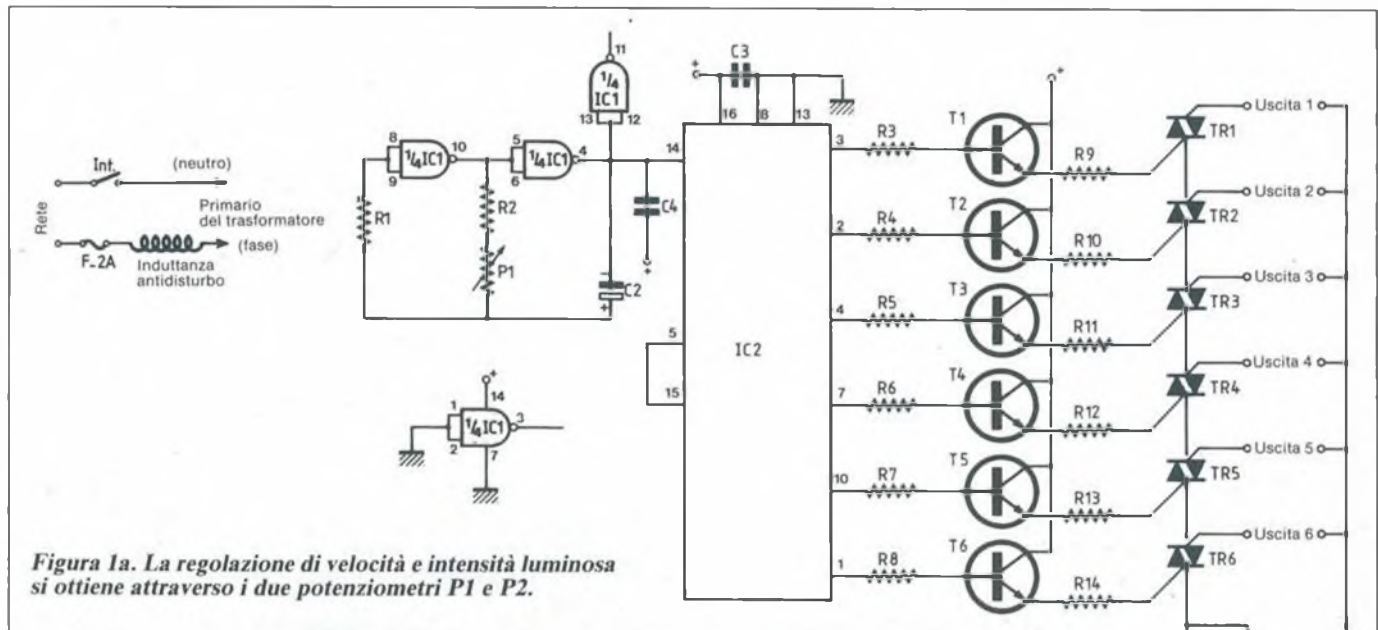 Int.
(neutro)
Rete
Primario
del trasformatore
(fase)
F-2A
Induttanza
antidisturbo
R1
8
9
1/4 IC1
10
R2
P1
5
6
1/4 IC1
4
11
1/4
IC1
13
12
C2
+
C4
+
+
14
1
2
1/4 IC1
3
7
+
C3
16
8
13
14
5
15
IC2
3
2
4
7
10
1
R3
R4
R5
R6
R7
R8
T1
T2
T3
T4
T5
T6
+
R9
R10
R11
R12
R13
R14
TR1
TR2
TR3
TR4
TR5
TR6
Uscita 1
Uscita 2
Uscita 3
Uscita 4
Uscita 5
Uscita 6
Figura 1a. La regolazione di velocità e intensità luminosa
si ottiene attraverso i due potenziometri P1 e P2.